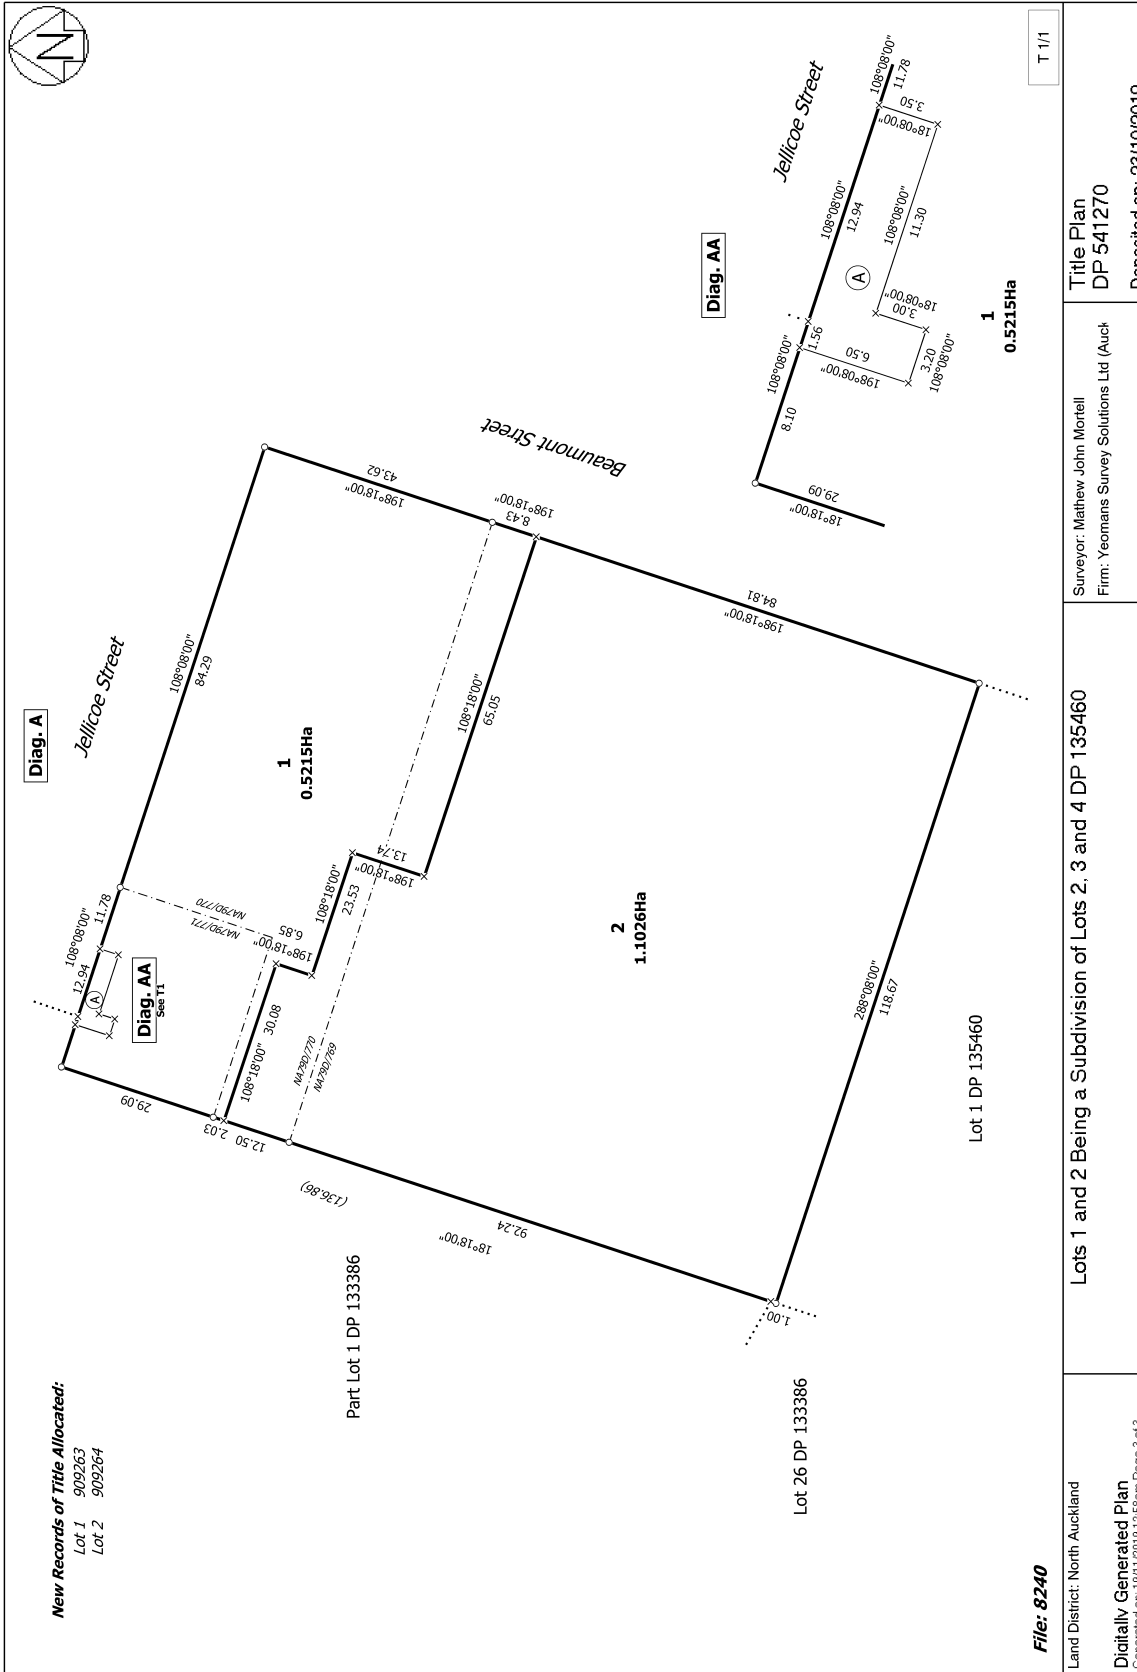 N
New Records of Title Allocated:
Lot 1 909263
Lot 2 909264
Diag. A
Jellicoe Street
108°08'00"
84.29
108°08'00"
11.78
12.94
A
Diag. AA
See T1
29.09
2.03
12.50
(136.86)
92.24
18°18'00"
1.00
NA79D/770
NA79D/771
6.85
198°18'00"
108°18'00"
30.08
108°18'00"
23.53
13.74
198°18'00"
NA79D/770
NA79D/769
108°18'00"
65.05
1
0.5215Ha
2
1.1026Ha
43.62
198°18'00"
Beaumont Street
8.43
198°18'00"
84.81
198°18'00"
288°08'00"
118.67
Part Lot 1 DP 133386
Lot 26 DP 133386
Lot 1 DP 135460
Diag. AA
Jellicoe Street
108°08'00"
11.78
3.50
18°08'00"
108°08'00"
12.94
108°08'00"
11.30
A
18°08'00"
3.00
108°08'00"
1.56
8.10
6.50
198°08'00"
3.20
108°08'00"
29.09
18°18'00"
1
0.5215Ha
T 1/1
File: 8240
Land District: North Auckland
Digitally Generated Plan
Lots 1 and 2 Being a Subdivision of Lots 2, 3 and 4 DP 135460
Surveyor: Mathew John Mortell
Firm: Yeomans Survey Solutions Ltd (Auck
Title Plan
DP 541270
Deposited on: 23/10/2019